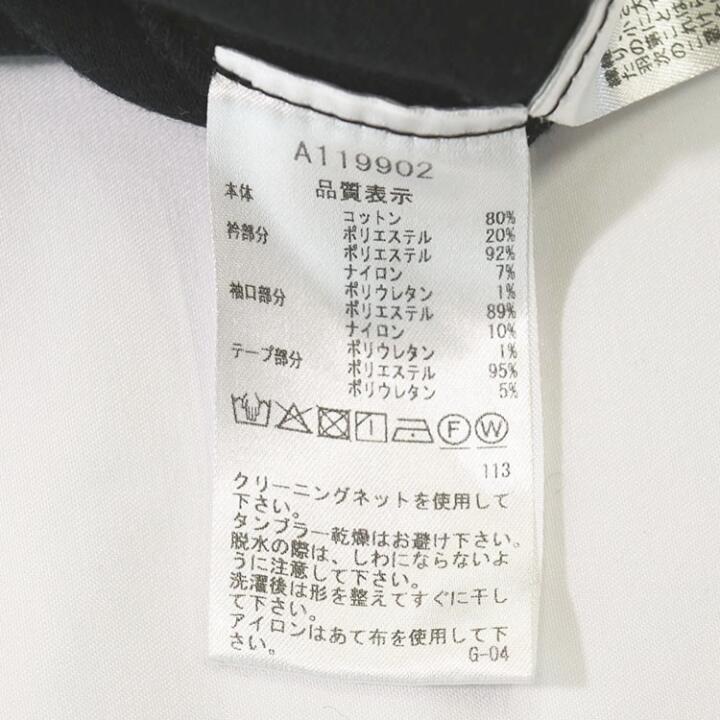 A119902
品質表示
本体 コットン 80%
ポリエステル 20%
衿部分 ポリエステル 92%
ナイロン 7%
ポリウレタン 1%
袖口部分 ポリエステル 89%
ナイロン 10%
ポリウレタン 1%
テープ部分 ポリエステル 95%
ポリウレタン 5%
F W
113
クリーニングネットを使用して
下さい。
タンブラー乾燥はお避け下さい。
脱水の際は、しわにならないよ
うに注意して下さい。
洗濯後は形を整えてすぐに干し
て下さい。
アイロンはあて布を使用して下
さい。
G-04